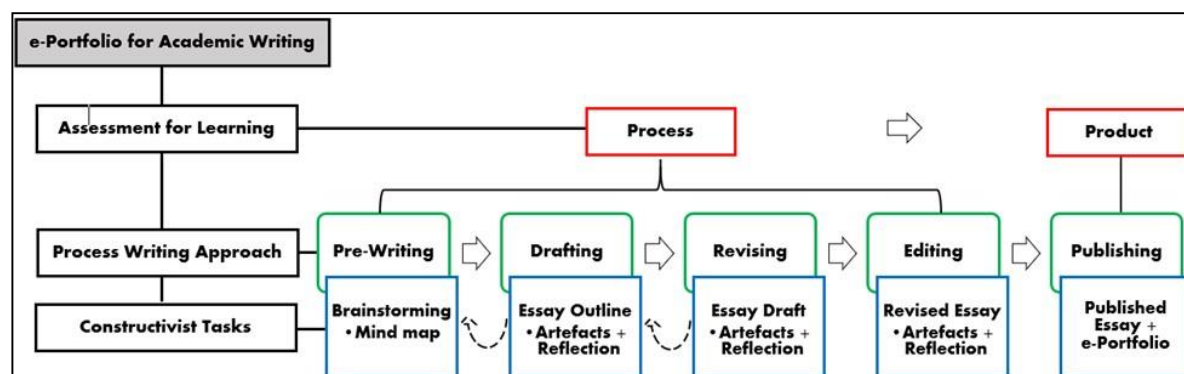 e-Portfolio for Academic Writing
Assessment for Learning
Process
Product
Process Writing Approach
Pre-Writing
Drafting
Revising
Editing
Publishing
Constructivist Tasks
Brainstorming
• Mind map
Essay Outline
• Artefacts +
Reflection
Essay Draft
• Artefacts +
Reflection
Revised Essay
• Artefacts +
Reflection
Published
Essay +
e-Portfolio